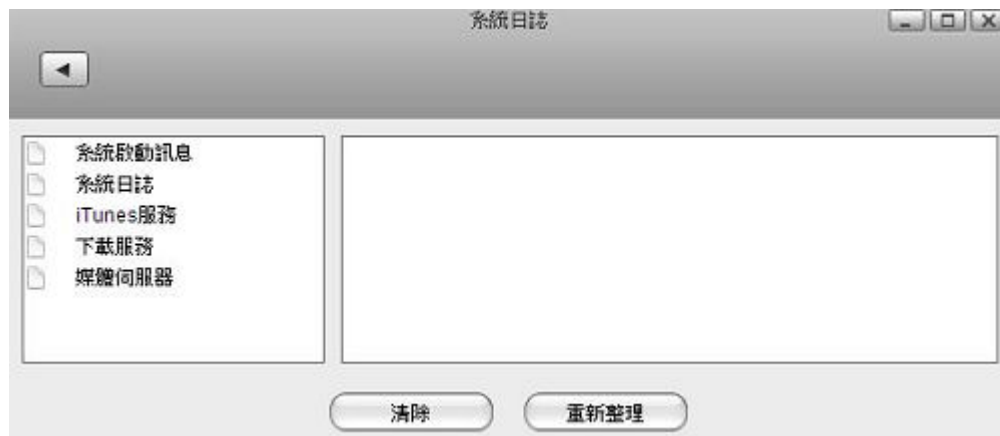 系統日誌
系統啟動訊息
系統日誌
iTunes服務
下載服務
媒體伺服器
清除
重新整理